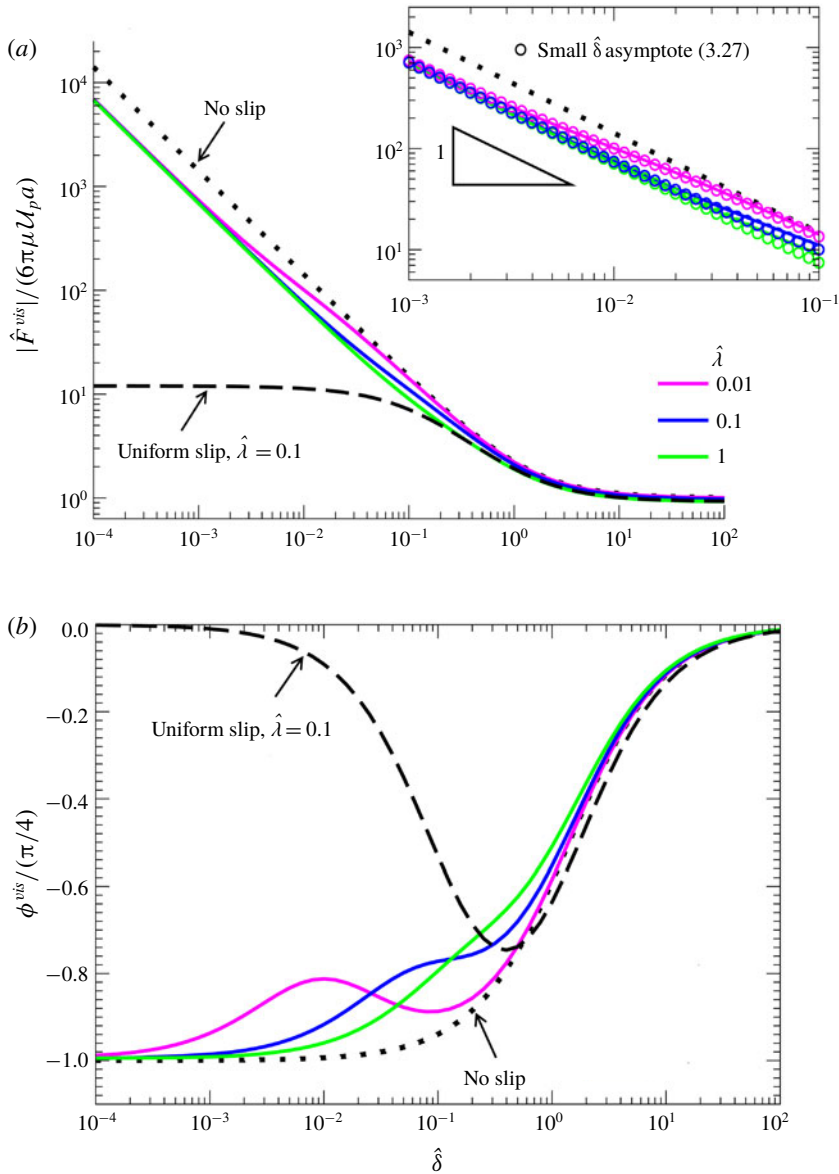 (a)
10^4
10^3
10^2
10^1
10^0
|F̂^{vis}|/(6πμ𝒰_p a)
No slip
Uniform slip, λ̂ = 0.1
10^{-4} 10^{-3} 10^{-2} 10^{-1} 10^0 10^1 10^2
10^3
10^2
10^1
Small δ̂ asymptote (3.27)
1
10^{-3} 10^{-2} 10^{-1}
λ̂
0.01
0.1
1
(b)
0.0
−0.2
−0.4
−0.6
−0.8
−1.0
ϕ^{vis}/(π/4)
Uniform slip, λ̂ = 0.1
No slip
10^{-4} 10^{-3} 10^{-2} 10^{-1} 10^0 10^1 10^2
δ̂